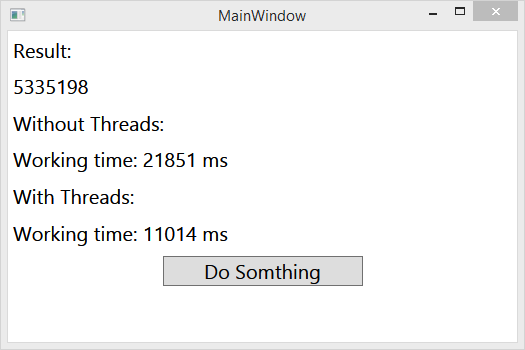 MainWindow
Result:
5335198
Without Threads:
Working time: 21851 ms
With Threads:
Working time: 11014 ms
Do Somthing